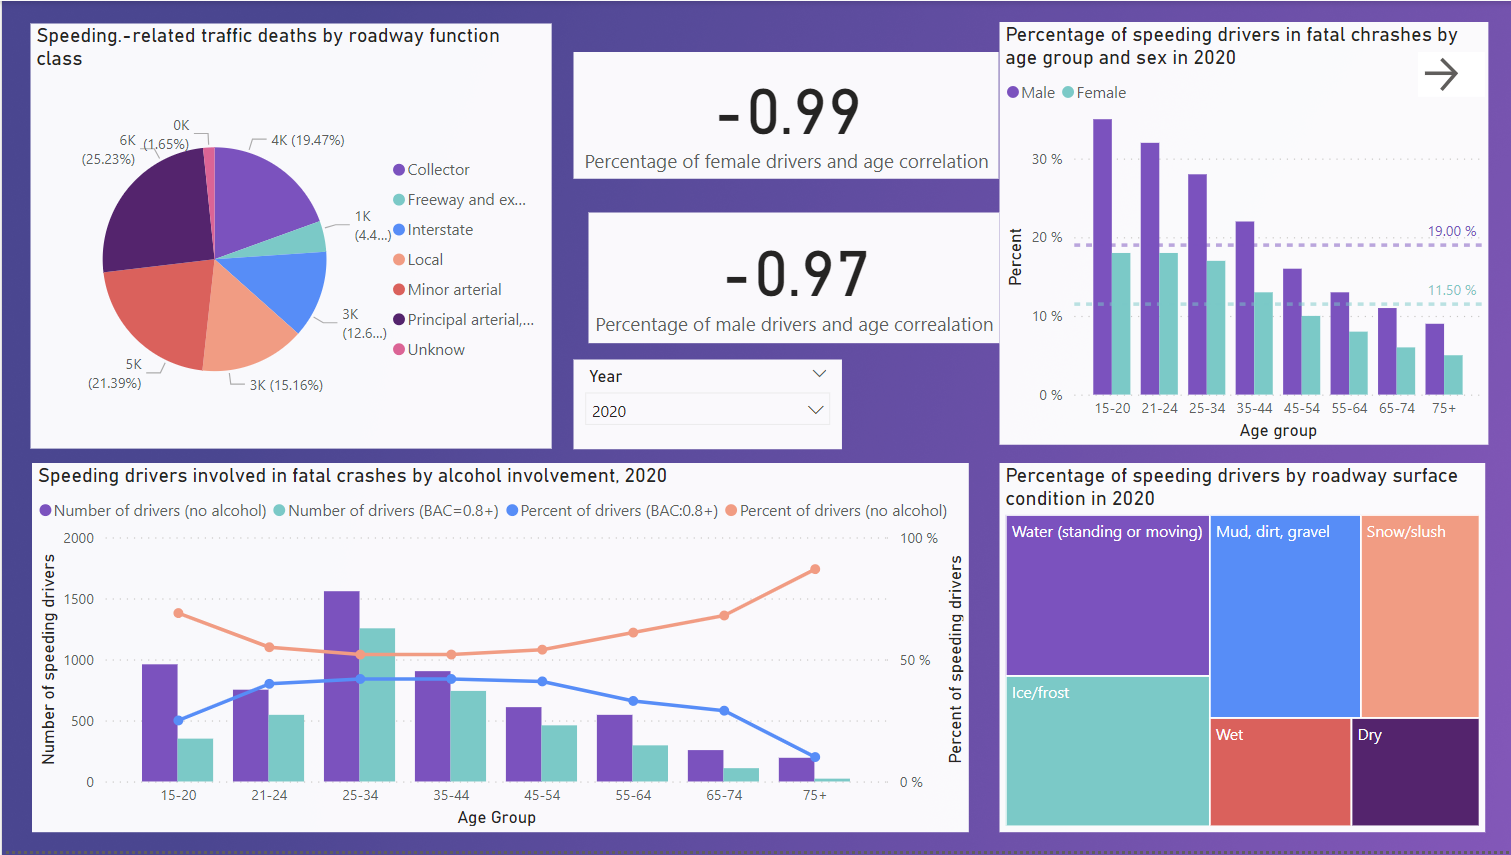 Speeding.-related traffic deaths by roadway function
class
0K
(1.65%)
6K
(25.23%)
4K (19.47%)
1K
(4.4...)
3K
(12.6...)
3K (15.16%)
5K
(21.39%)
Collector
Freeway and ex...
Interstate
Local
Minor arterial
Principal arterial,...
Unknow
-0.99
Percentage of female drivers and age correlation
-0.97
Percentage of male drivers and age correalation
Year
2020
Percentage of speeding drivers in fatal chrashes by
age group and sex in 2020
Male Female
Percent
30 %
20 %
10 %
0 %
19.00 %
11.50 %
15-20 21-24 25-34 35-44 45-54 55-64 65-74 75+
Age group
Speeding drivers involved in fatal crashes by alcohol involvement, 2020
Number of drivers (no alcohol) Number of drivers (BAC=0.8+) Percent of drivers (BAC:0.8+) Percent of drivers (no alcohol)
Number of speeding drivers
2000
1500
1000
500
0
100 %
50 %
0 %
Percent of speeding drivers
15-20 21-24 25-34 35-44 45-54 55-64 65-74 75+
Age Group
Percentage of speeding drivers by roadway surface
condition in 2020
Water (standing or moving)
Mud, dirt, gravel
Snow/slush
Ice/frost
Wet
Dry